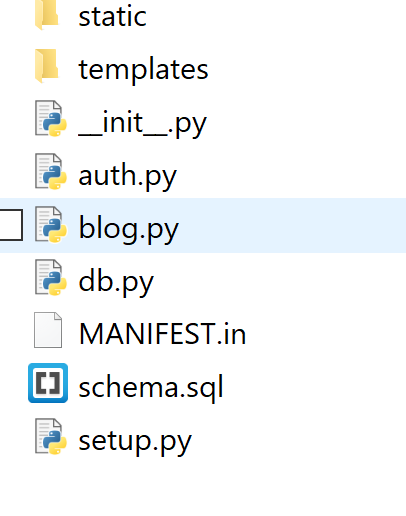 static
templates
__init__.py
auth.py
blog.py
db.py
MANIFEST.in
schema.sql
setup.py